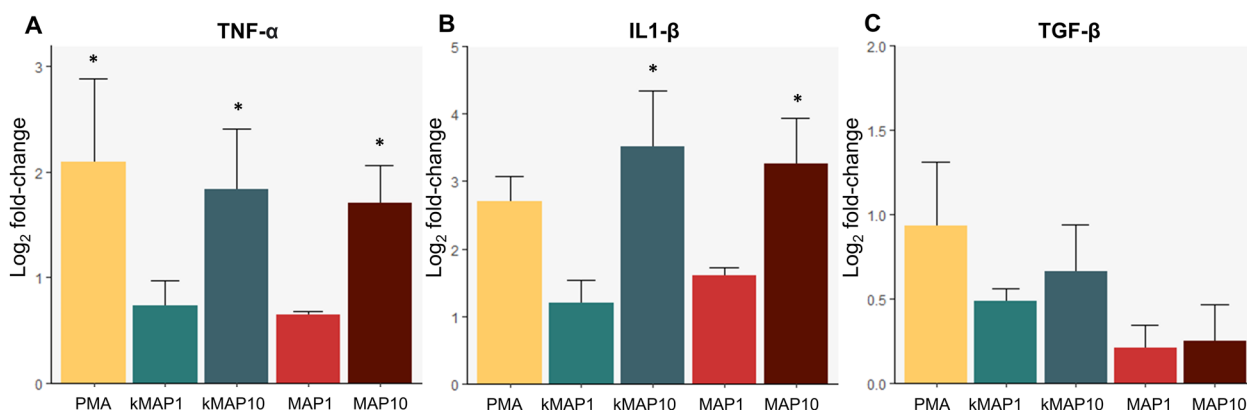 A
TNF-α
Log₂ fold-change
3
2
1
0
*
*
*
PMA
kMAP1
kMAP10
MAP1
MAP10
B
IL1-β
Log₂ fold-change
5
4
3
2
1
0
*
*
PMA
kMAP1
kMAP10
MAP1
MAP10
C
TGF-β
Log₂ fold-change
2.0
1.5
1.0
0.5
0.0
PMA
kMAP1
kMAP10
MAP1
MAP10